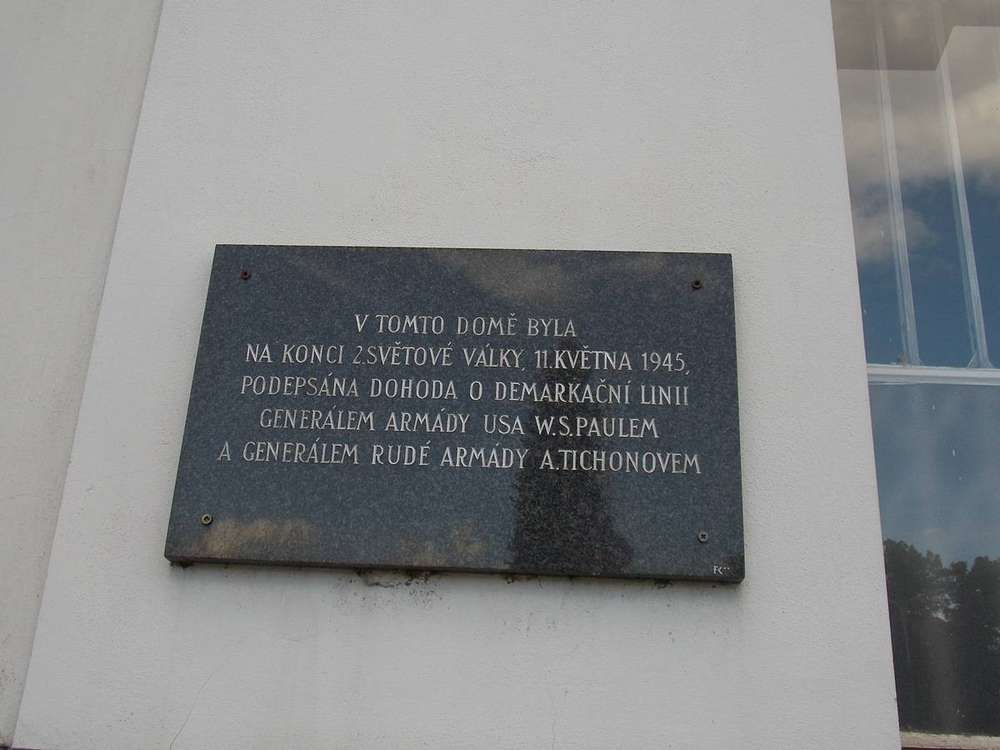 V TOMTO DOMĚ BYLA
NA KONCI 2.SVĚTOVÉ VÁLKY, 11.KVĚTNA 1945,
PODEPSÁNA DOHODA O DEMARKAČNÍ LINII
GENERÁLEM ARMÁDY USA W.S.PAULEM
A GENERÁLEM RUDÉ ARMÁDY A.TICHONOVEM